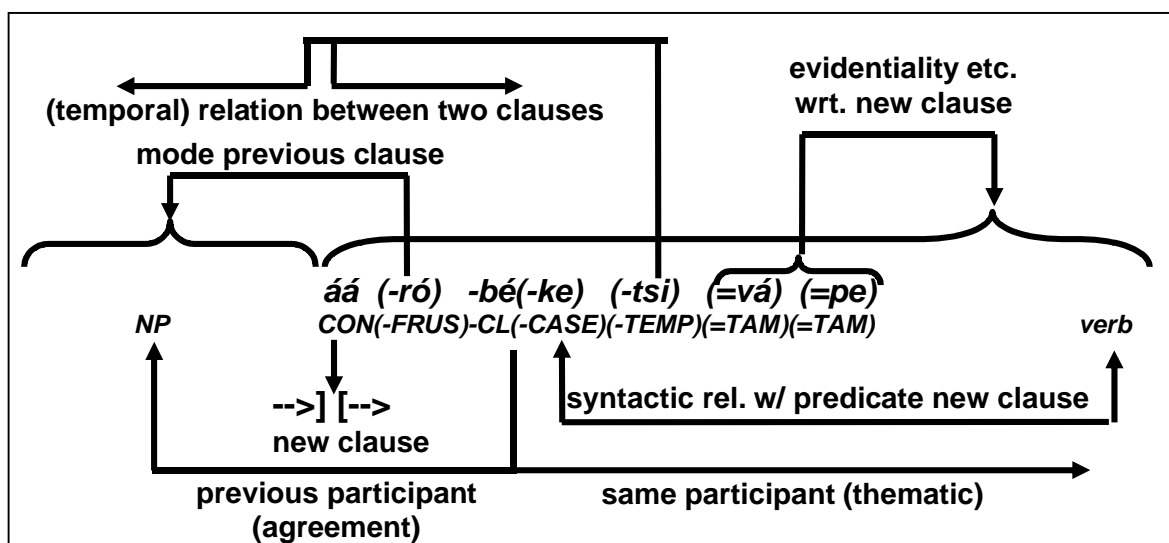 evidentiality etc.
wrt. new clause
(temporal) relation between two clauses
mode previous clause
áá (-ró) -bé(-ke) (-tsi) (=vá) (=pe)
NP CON(-FRUS)-CL(-CASE)(-TEMP)(=TAM)(=TAM) verb
-->] [-->
new clause
syntactic rel. w/ predicate new clause
previous participant
(agreement)
same participant (thematic)